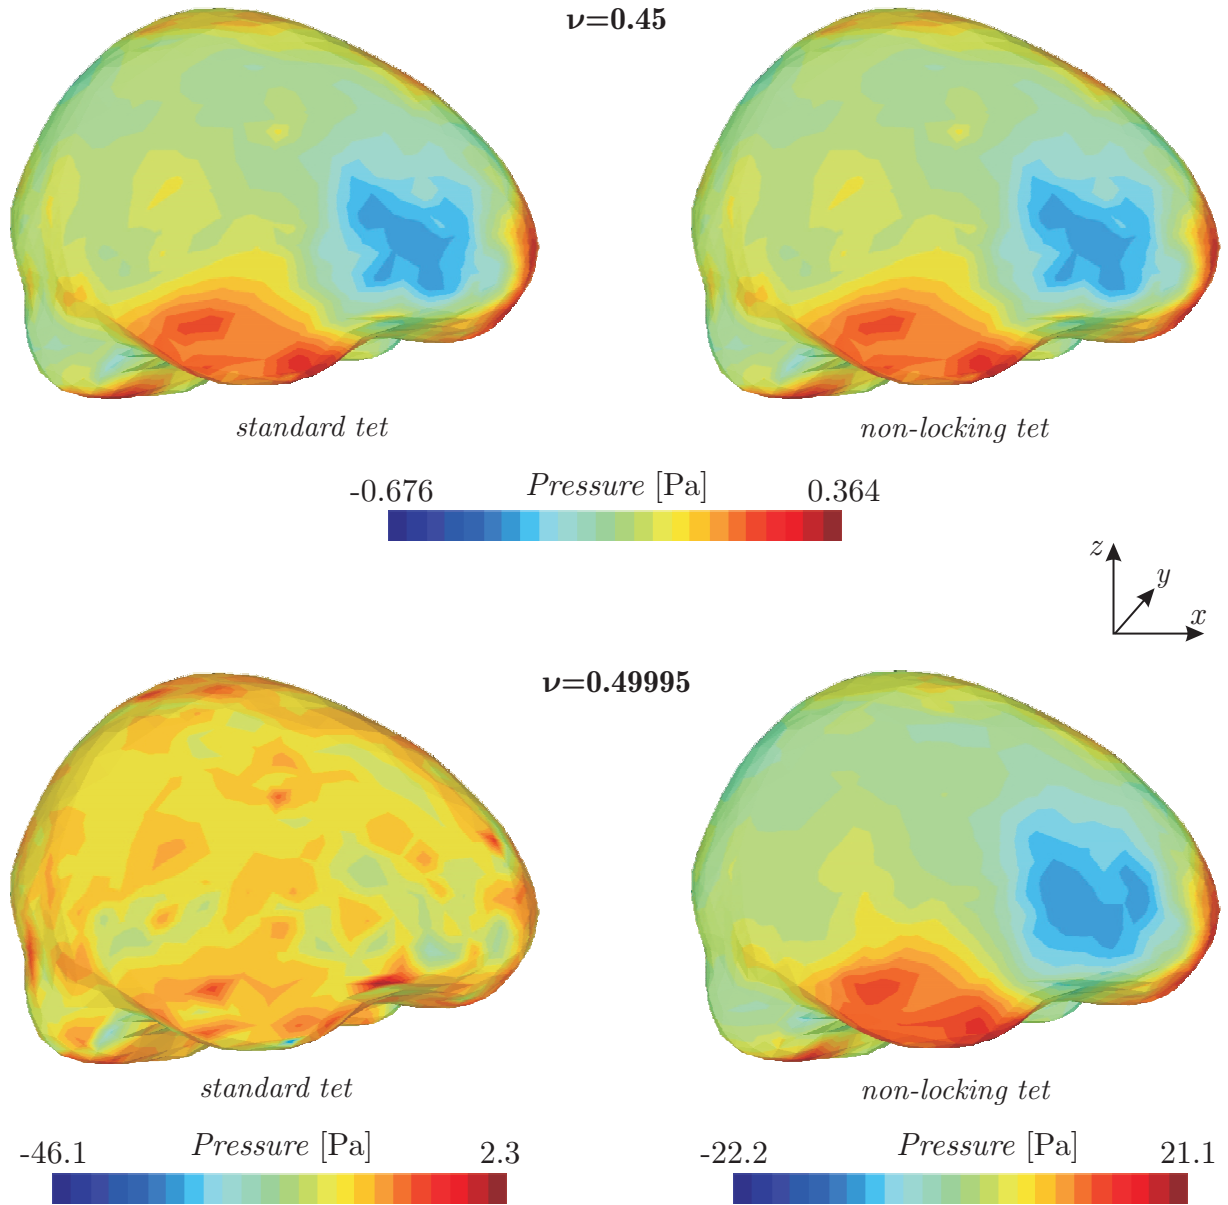 ν=0.45
standard tet
non-locking tet
-0.676 Pressure [Pa] 0.364
z
y
x
ν=0.49995
standard tet
non-locking tet
-46.1 Pressure [Pa] 2.3
-22.2 Pressure [Pa] 21.1